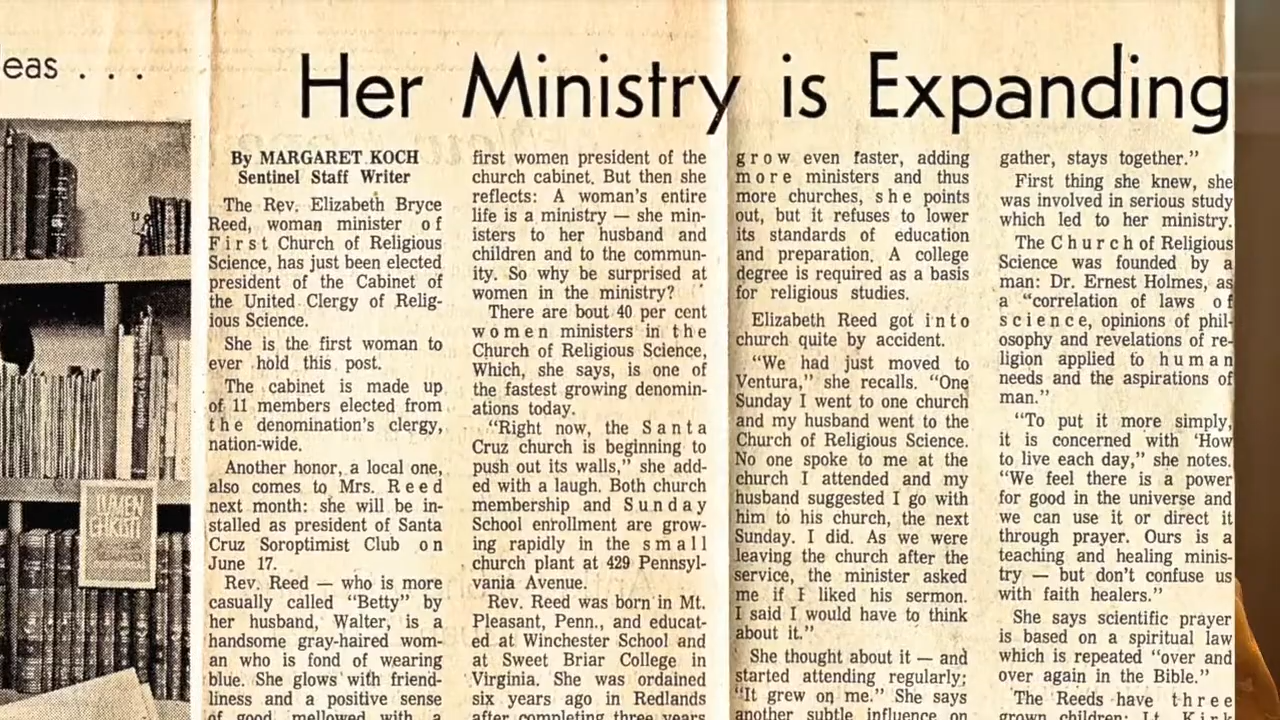 eas . . .
Her Ministry is Expanding
By MARGARET KOCH
Sentinel Staff Writer
The Rev. Elizabeth Bryce
Reed, woman minister of
First Church of Religious
Science, has just been elected
president of the Cabinet of
the United Clergy of Relig-
ious Science.
She is the first woman to
ever hold this post.
The cabinet is made up
of 11 members elected from
the denomination's clergy,
nation-wide.
Another honor, a local one,
also comes to Mrs. Reed
next month: she will be in-
stalled as president of Santa
Cruz Soroptimist Club on
June 17.
Rev. Reed — who is more
casually called "Betty" by
her husband, Walter, is a
handsome gray-haired wom-
an who is fond of wearing
blue. She glows with friend-
liness and a positive sense
of good, mellowed with a
first women president of the
church cabinet. But then she
reflects: A woman's entire
life is a ministry — she min-
isters to her husband and
children and to the commun-
ity. So why be surprised at
women in the ministry?
There are bout 40 per cent
women ministers in the
Church of Religious Science,
Which, she says, is one of
the fastest growing denomin-
ations today.
"Right now, the Santa
Cruz church is beginning to
push out its walls," she add-
ed with a laugh. Both church
membership and Sunday
School enrollment are grow-
ing rapidly in the small
church plant at 429 Pennsyl-
vania Avenue.
Rev. Reed was born in Mt.
Pleasant, Penn., and educat-
ed at Winchester School and
at Sweet Briar College in
Virginia. She was ordained
six years ago in Redlands
after completing three years
grow even faster, adding
more ministers and thus
more churches, she points
out, but it refuses to lower
its standards of education
and preparation. A college
degree is required as a basis
for religious studies.
Elizabeth Reed got into
church quite by accident.
"We had just moved to
Ventura," she recalls. "One
Sunday I went to one church
and my husband went to the
Church of Religious Science.
No one spoke to me at the
church I attended and my
husband suggested I go with
him to his church, the next
Sunday. I did. As we were
leaving the church after the
service, the minister asked
me if I liked his sermon.
I said I would have to think
about it."
She thought about it — and
started attending regularly;
"It grew on me." She says
another subtle influence on
gather, stays together."
First thing she knew, she
was involved in serious study
which led to her ministry.
The Church of Religious
Science was founded by a
man: Dr. Ernest Holmes, as
a "correlation of laws of
science, opinions of phil-
osophy and revelations of re-
ligion applied to human
needs and the aspirations of
man."
"To put it more simply,
it is concerned with 'How
to live each day," she notes.
"We feel there is a power
for good in the universe and
we can use it or direct it
through prayer. Ours is a
teaching and healing minis-
try — but don't confuse us
with faith healers."
She says scientific prayer
is based on a spiritual law
which is repeated "over and
over again in the Bible."
The Reeds have three
grown children: Lt.